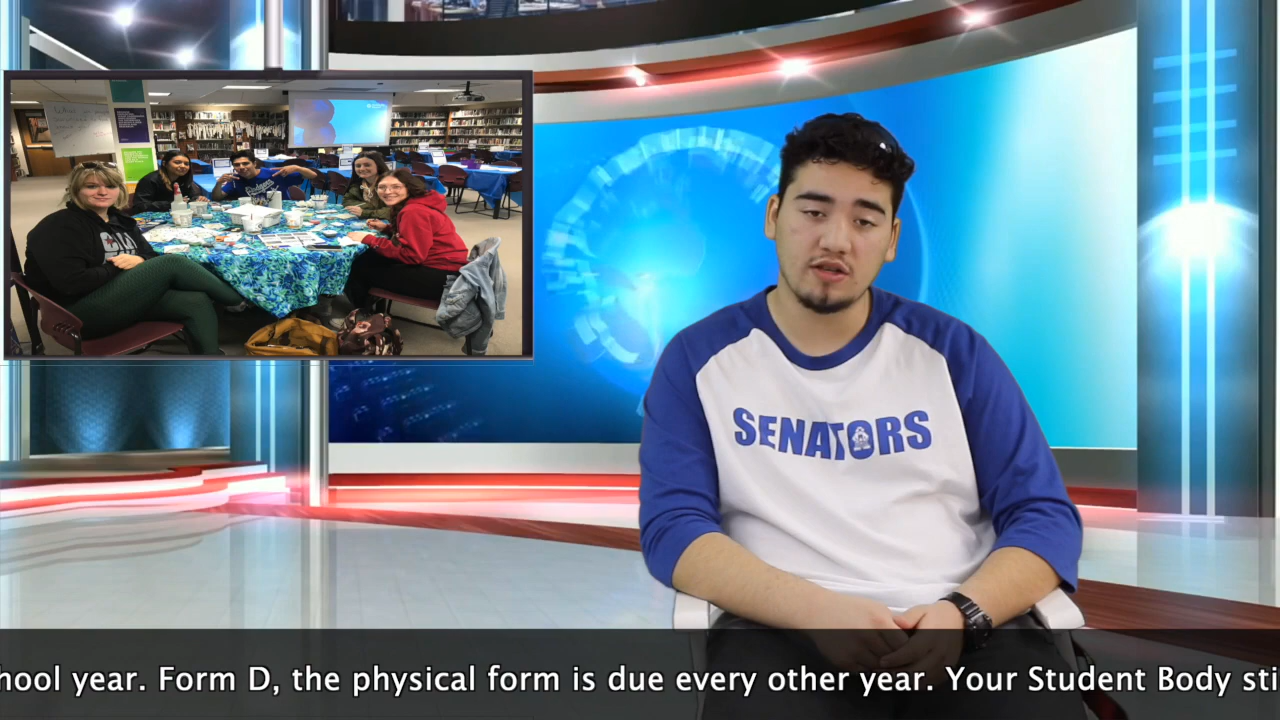 SENATORS
hool year. Form D, the physical form is due every other year. Your Student Body sti